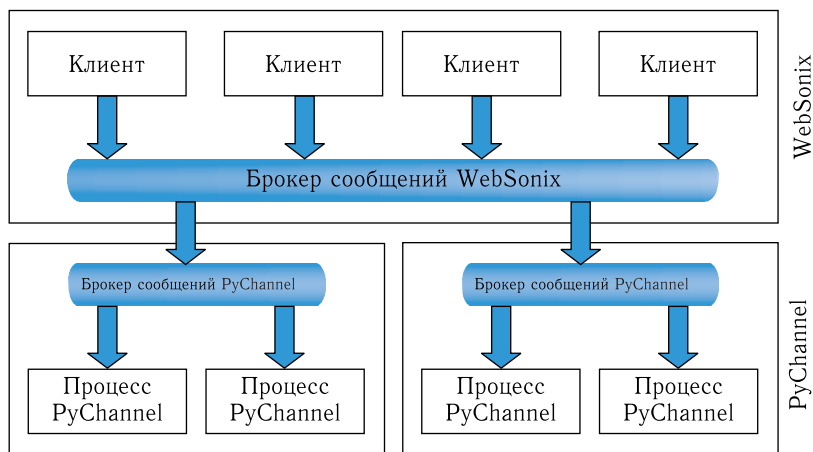 Клиент
Клиент
Клиент
Клиент
WebSonix
Брокер сообщений WebSonix
Брокер сообщений PyChannel
Брокер сообщений PyChannel
PyChannel
Процесс
PyChannel
Процесс
PyChannel
Процесс
PyChannel
Процесс
PyChannel